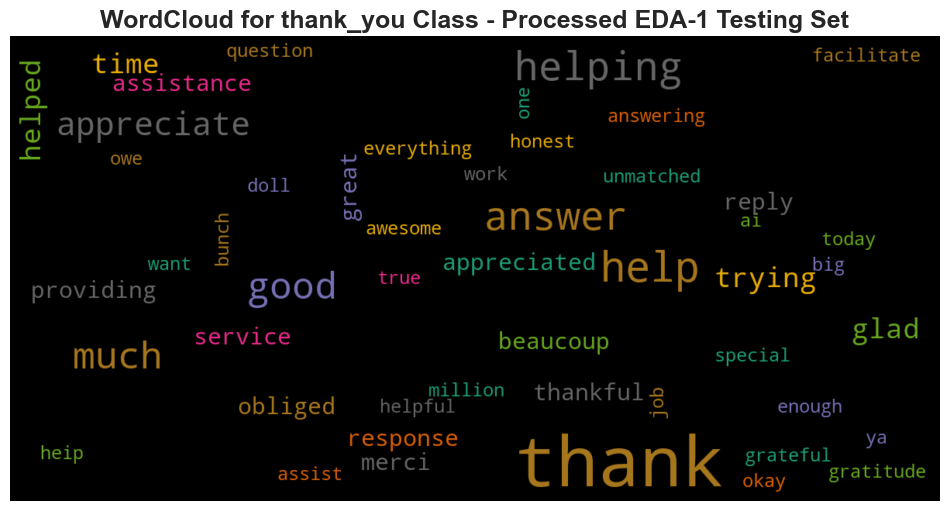 WordCloud for thank_you Class - Processed EDA-1 Testing Set
question
helping
facilitate
time
helped
assistance
one
appreciate
answering
everything
honest
owe
great
work
unmatched
doll
reply
answer
ai
bunch
awesome
today
want
appreciated
help
big
good
true
trying
providing
service
beaucoup
glad
much
special
million
thankful
job
obliged
helpful
enough
response
thank
ya
heip
merci
grateful
assist
okay
gratitude